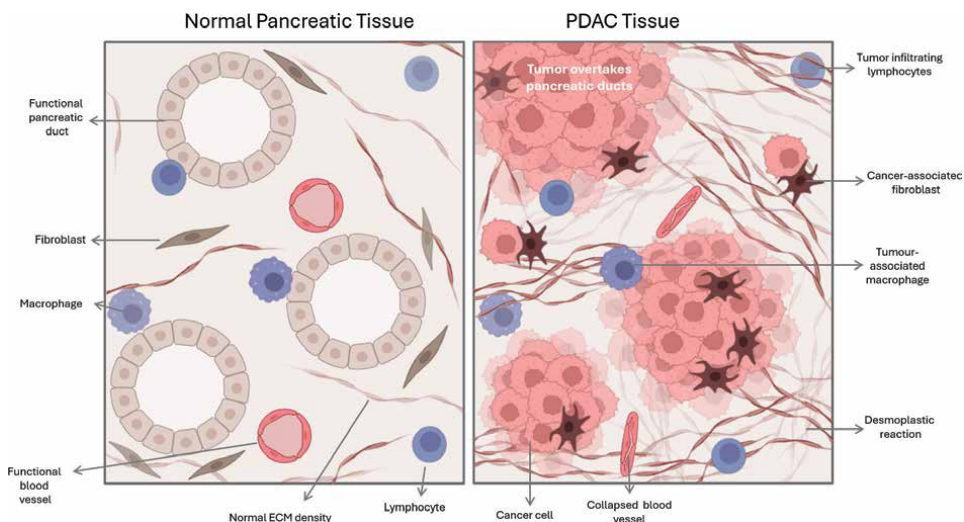 Normal Pancreatic Tissue
PDAC Tissue
Functional
pancreatic
duct
Fibroblast
Macrophage
Functional
blood
vessel
Normal ECM density
Lymphocyte
Tumor overtakes
pancreatic ducts
Tumor infiltrating
lymphocytes
Cancer-associated
fibroblast
Tumour-
associated
macrophage
Desmoplastic
reaction
Cancer cell
Collapsed blood
vessel